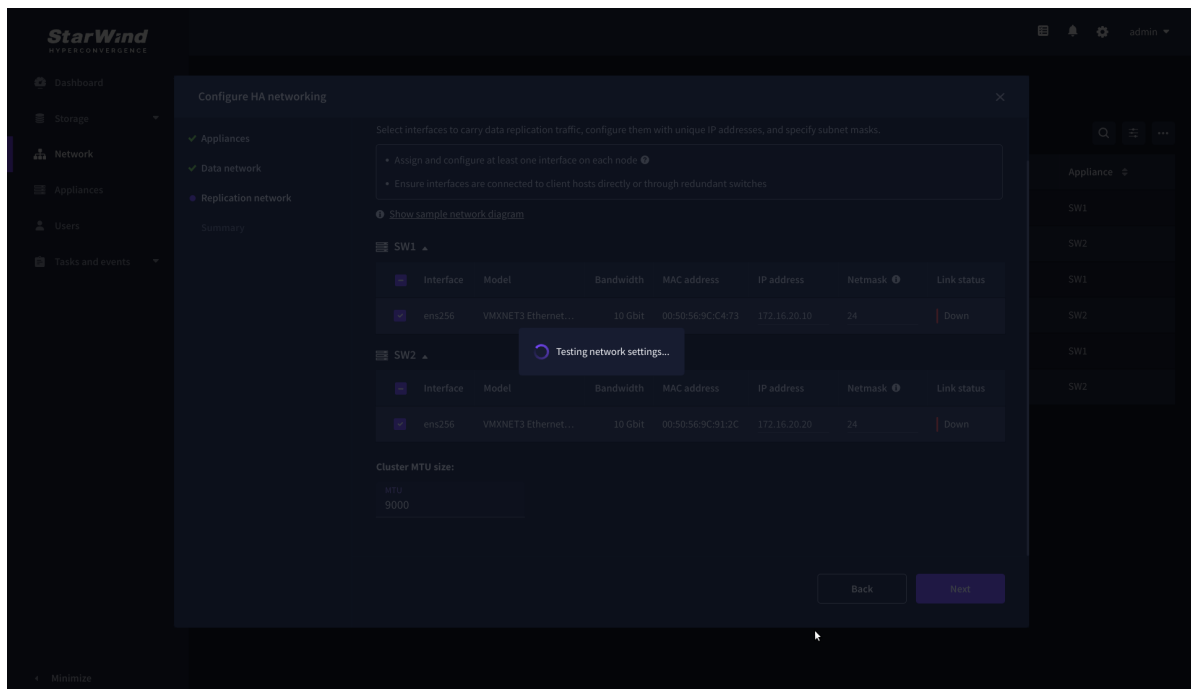 StarWind
HYPERCONVERGENCE
admin
Dashboard
Storage
Network
Appliances
Users
Tasks and events
Minimize
Configure HA networking
Appliances
Data network
Replication network
Summary
Select interfaces to carry data replication traffic, configure them with unique IP addresses, and specify subnet masks.
• Assign and configure at least one interface on each node
• Ensure interfaces are connected to client hosts directly or through redundant switches
Show sample network diagram
SW1
Interface Model Bandwidth MAC address IP address Netmask Link status
ens256 VMXNET3 Ethernet... 10 Gbit 00:50:56:9C:C4:73 172.16.20.10 24 Down
Testing network settings...
SW2
Interface Model Bandwidth MAC address IP address Netmask Link status
ens256 VMXNET3 Ethernet... 10 Gbit 00:50:56:9C:91:2C 172.16.20.20 24 Down
Cluster MTU size:
MTU
9000
Back Next
Appliance
SW1
SW2
SW1
SW2
SW1
SW2